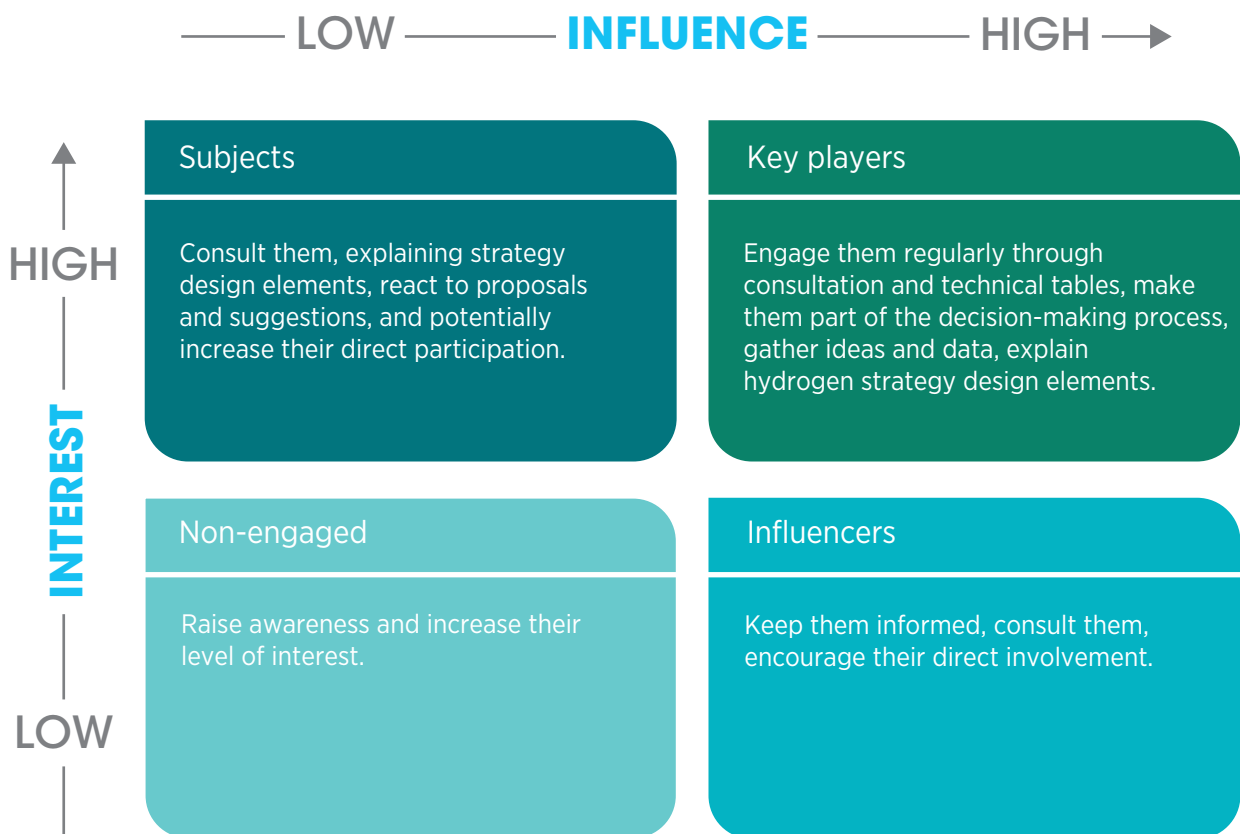 LOW INFLUENCE HIGH
Subjects
Consult them, explaining strategy
design elements, react to proposals
and suggestions, and potentially
increase their direct participation.
Key players
Engage them regularly through
consultation and technical tables, make
them part of the decision-making process,
gather ideas and data, explain
hydrogen strategy design elements.
HIGH
INTEREST
LOW
Non-engaged
Raise awareness and increase their
level of interest.
Influencers
Keep them informed, consult them,
encourage their direct involvement.